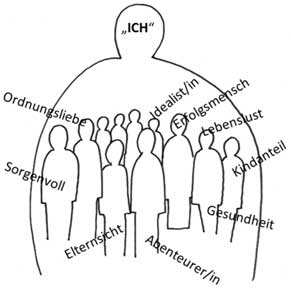 „ICH“
Idealist/in
Erfolgsmensch
Ordnungsliebe
Lebenslust
Kindanteil
Sorgenvoll
Gesundheit
Elternsicht
Abenteurer/in